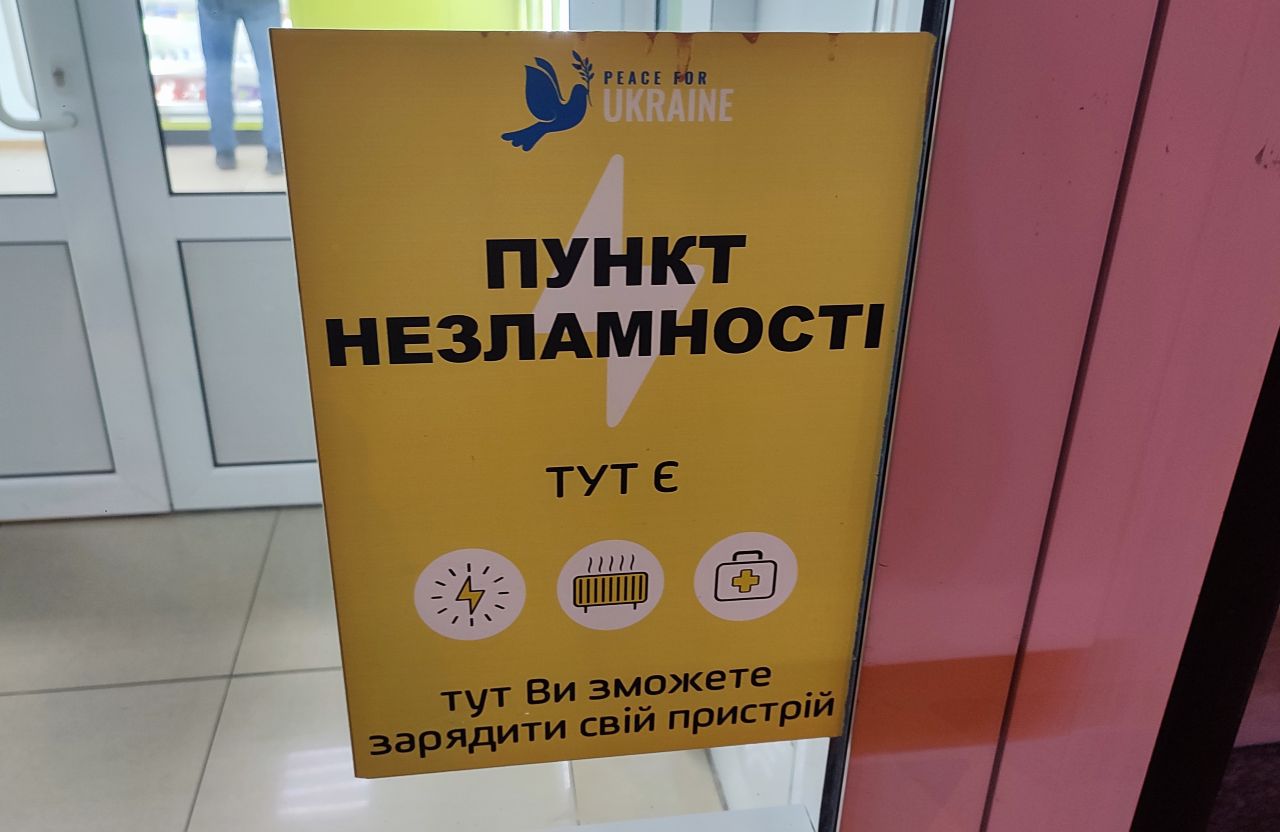 PEACE FOR
UKRAINE
ПУНКТ
НЕЗЛАМНОСТІ
ТУТ Є
тут Ви зможете
зарядити свій пристрій